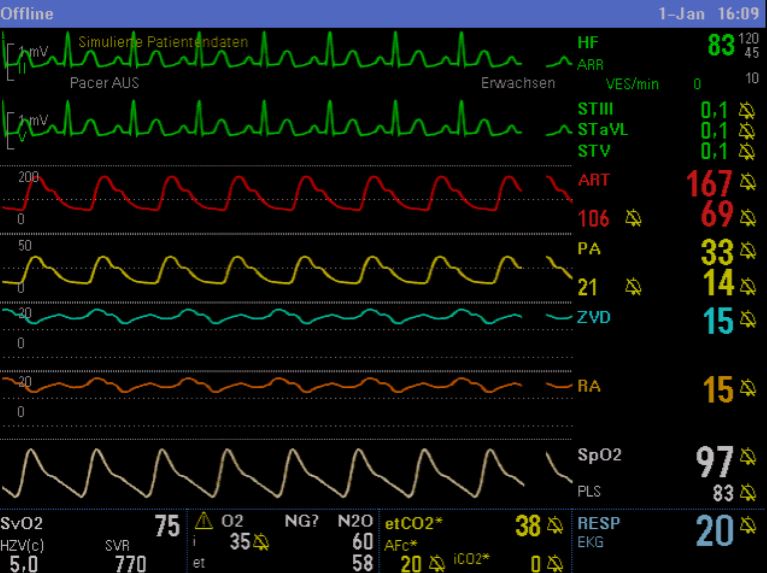 Offline 1-Jan 16:09
1 mV Simulierte Patientendaten HF 83 120
45
II ARR
Pacer AUS Erwachsen VES/min 0 10
1 mV STIII 0,1
V STaVL 0,1
STV 0,1
200 ART 167
0 106 69
50 PA 33
0 21 14
20 ZVD 15
0
20 RA 15
0
SpO2 97
PLS 83
SvO2 75 O2 NG? N2O etCO2* 38 RESP 20
HZV(c) SVR i 35 60 AFc* iCO2* EKG
5,0 770 et 58 20 0